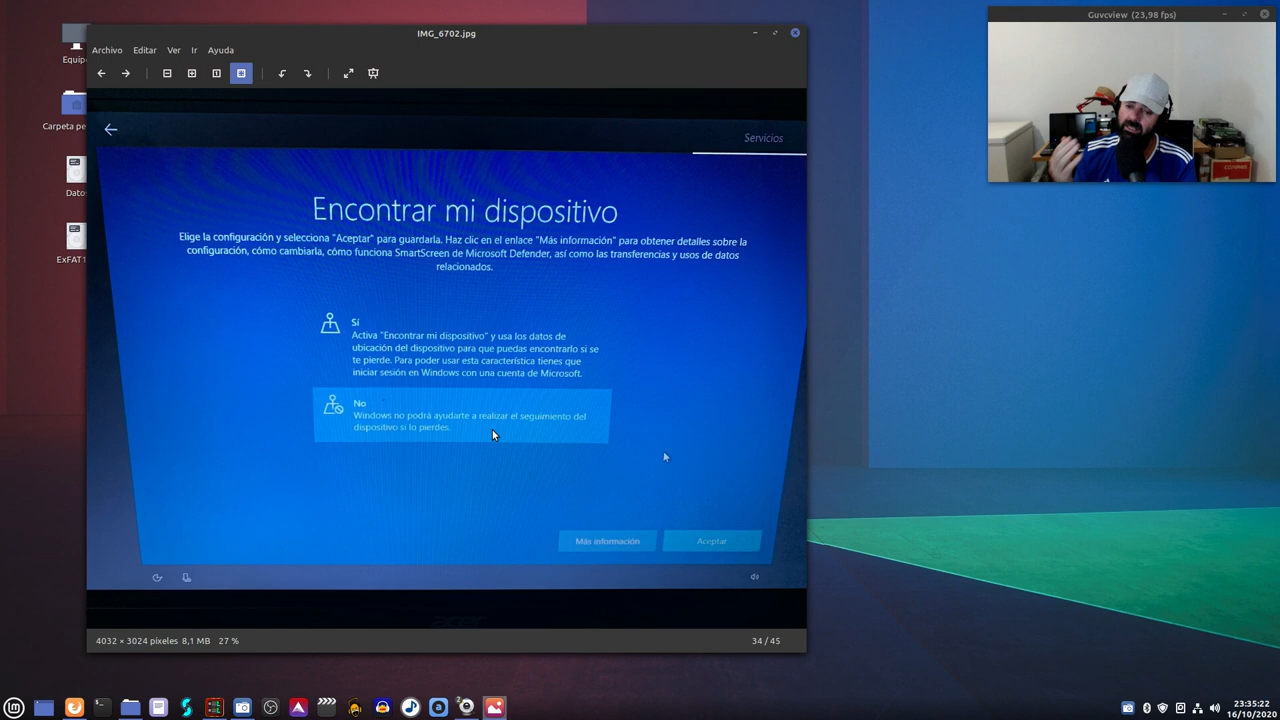 IMG_6702.jpg
Guvcview (23,98 fps)
Archivo Editar Ver Ir Ayuda
Equip
Carpeta pe
Dato
ExFAT1
Servicios
Encontrar mi dispositivo
Elige la configuración y selecciona "Aceptar" para guardarla. Haz clic en el enlace "Más información" para obtener detalles sobre la
configuración, cómo cambiarla, cómo funciona SmartScreen de Microsoft Defender, así como las transferencias y usos de datos
relacionados.
Sí
Activa "Encontrar mi dispositivo" y usa los datos de
ubicación del dispositivo para que puedas encontrarlo si se
te pierde. Para poder usar esta característica tienes que
iniciar sesión en Windows con una cuenta de Microsoft.
No
Windows no podrá ayudarte a realizar el seguimiento del
dispositivo si lo pierdes.
Más información Aceptar
acer
4032 × 3024 píxeles 8,1 MB 27 % 34 / 45
23:35:22
16/10/2020